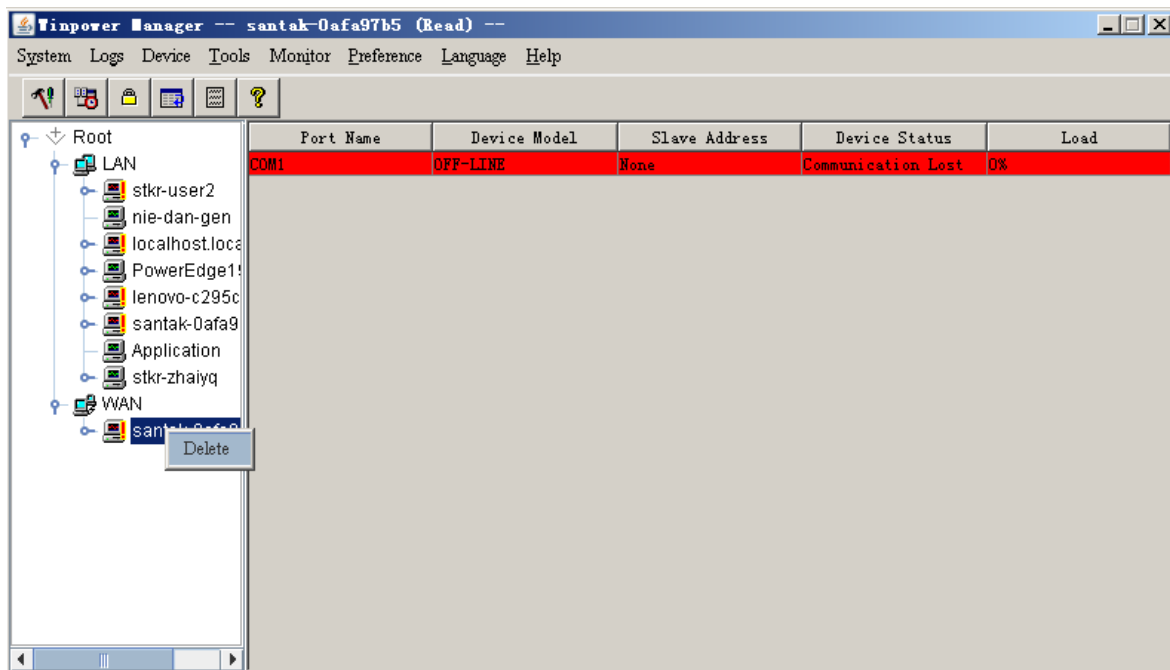 Winpower Manager -- santak-0afa97b5 (Read) --
System Logs Device Tools Monitor Preference Language Help
Root
LAN
stkr-user2
nie-dan-gen
localhost.loca
PowerEdge1
lenovo-c295c
santak-0afa9
Application
stkr-zhaiyq
WAN
Delete
Port Name Device Model Slave Address Device Status Load
COM1 OFF-LINE None Communication Lost 0%